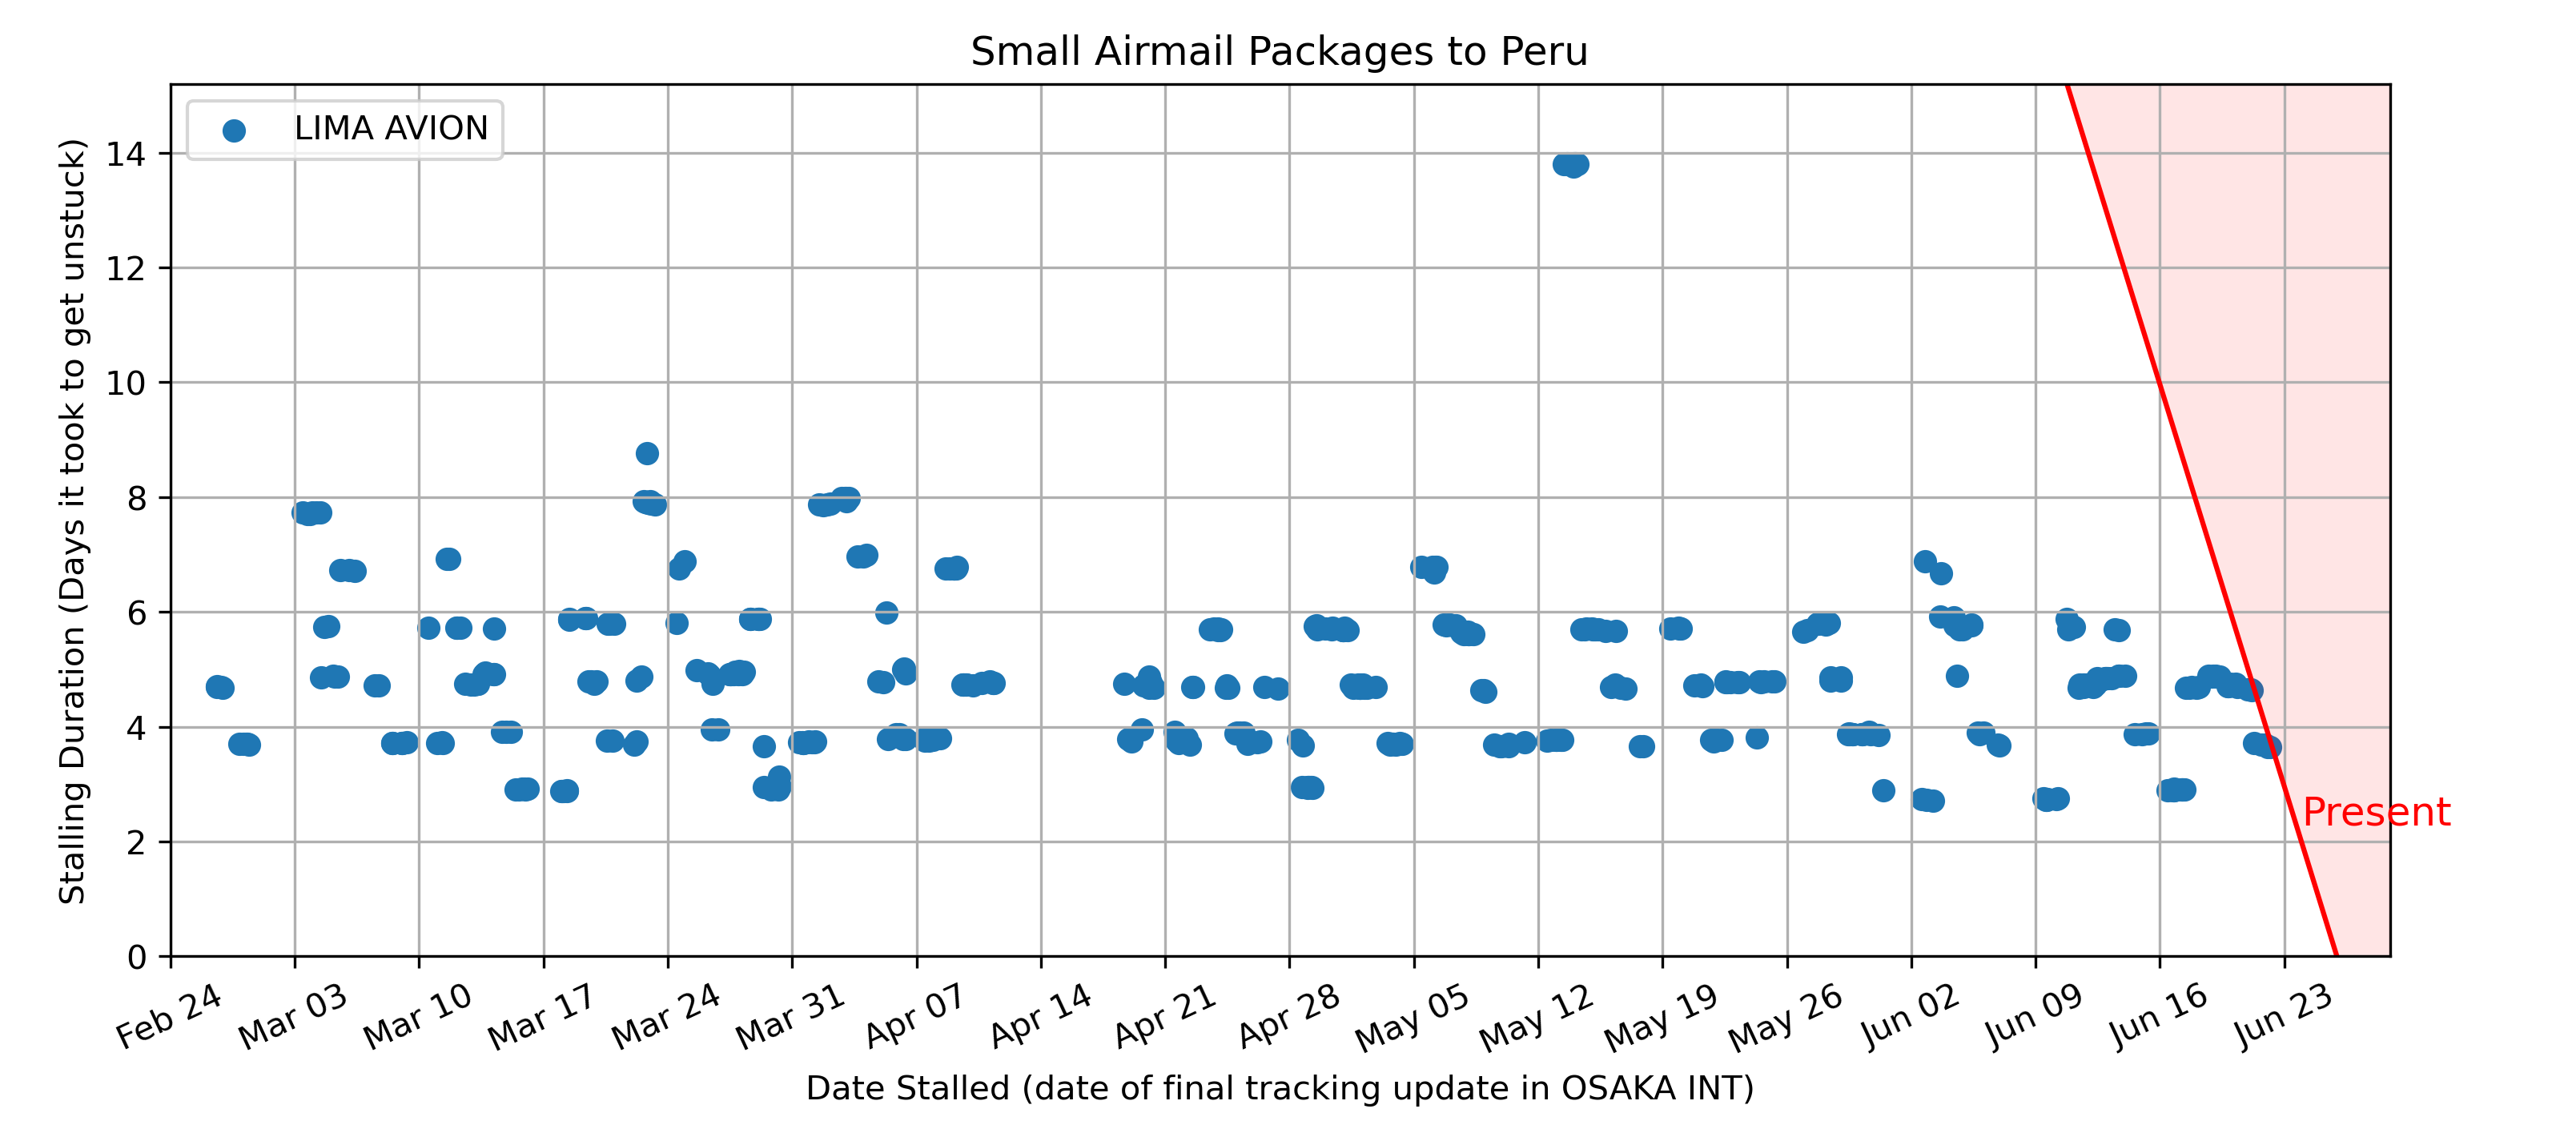 Small Airmail Packages to Peru
LIMA AVION
Stalling Duration (Days it took to get unstuck)
14
12
10
8
6
4
2
0
Present
Feb 24 Mar 03 Mar 10 Mar 17 Mar 24 Mar 31 Apr 07 Apr 14 Apr 21 Apr 28 May 05 May 12 May 19 May 26 Jun 02 Jun 09 Jun 16 Jun 23
Date Stalled (date of final tracking update in OSAKA INT)